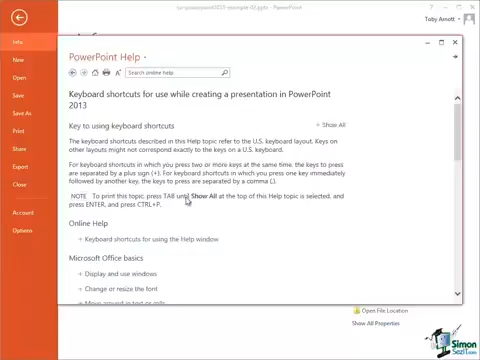 Toby Arnott
Info
New
Open
Save
Save As
Print
Share
Export
Close
Account
Options
PowerPoint Help
Search online help
Keyboard shortcuts for use while creating a presentation in PowerPoint
2013
Key to using keyboard shortcuts
Show All
The keyboard shortcuts described in this Help topic refer to the U.S. keyboard layout. Keys on
other layouts might not correspond exactly to the keys on a U.S. keyboard.
For keyboard shortcuts in which you press two or more keys at the same time, the keys to press
are separated by a plus sign (+). For keyboard shortcuts in which you press one key immediately
followed by another key, the keys to press are separated by a comma (,).
NOTE To print this topic, press TAB until Show All at the top of this Help topic is selected, and
press ENTER, and press CTRL+P.
Online Help
Keyboard shortcuts for using the Help window
Microsoft Office basics
Display and use windows
Change or resize the font
Move around in text or cells
Open File Location
Show All Properties
Simon
Sez iT